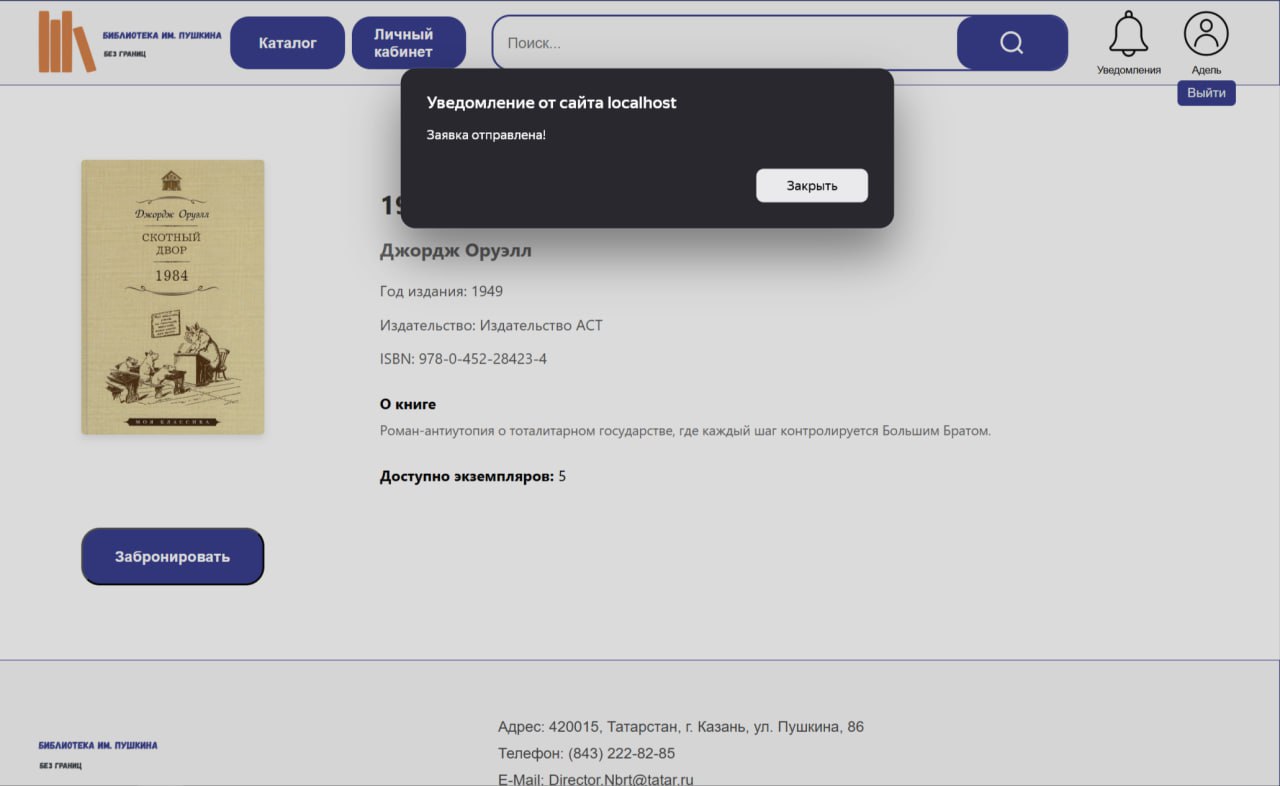 БИБЛИОТЕКА ИМ. ПУШКИНА
БЕЗ ГРАНИЦ
Каталог
Личный
кабинет
Поиск...
Уведомления
Адель
Выйти
Уведомление от сайта localhost
Заявка отправлена!
Закрыть
Джордж Оруэлл
СКОТНЫЙ
ДВОР
1984
МОЯ КЛАССИКА
Джордж Оруэлл
Год издания: 1949
Издательство: Издательство АСТ
ISBN: 978-0-452-28423-4
О книге
Роман-антиутопия о тоталитарном государстве, где каждый шаг контролируется Большим Братом.
Доступно экземпляров: 5
Забронировать
БИБЛИОТЕКА ИМ. ПУШКИНА
БЕЗ ГРАНИЦ
Адрес: 420015, Татарстан, г. Казань, ул. Пушкина, 86
Телефон: (843) 222-82-85
E-Mail: Director.Nbrt@tatar.ru